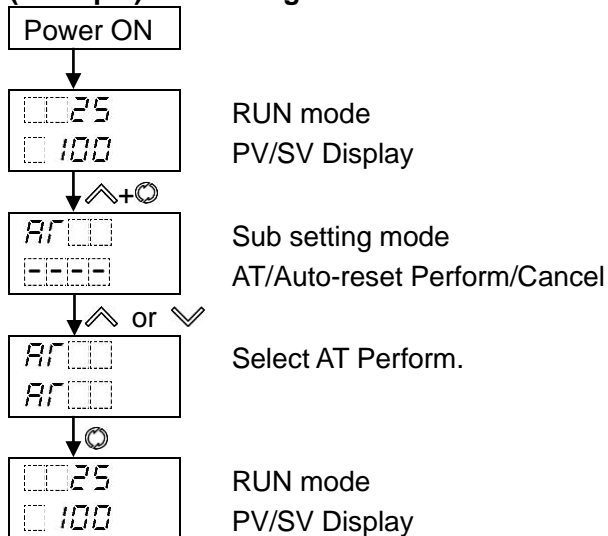 Power ON
25 RUN mode
100 PV/SV Display
+
AT Sub setting mode
---- AT/Auto-reset Perform/Cancel
or
AT Select AT Perform.
AT
25 RUN mode
100 PV/SV Display